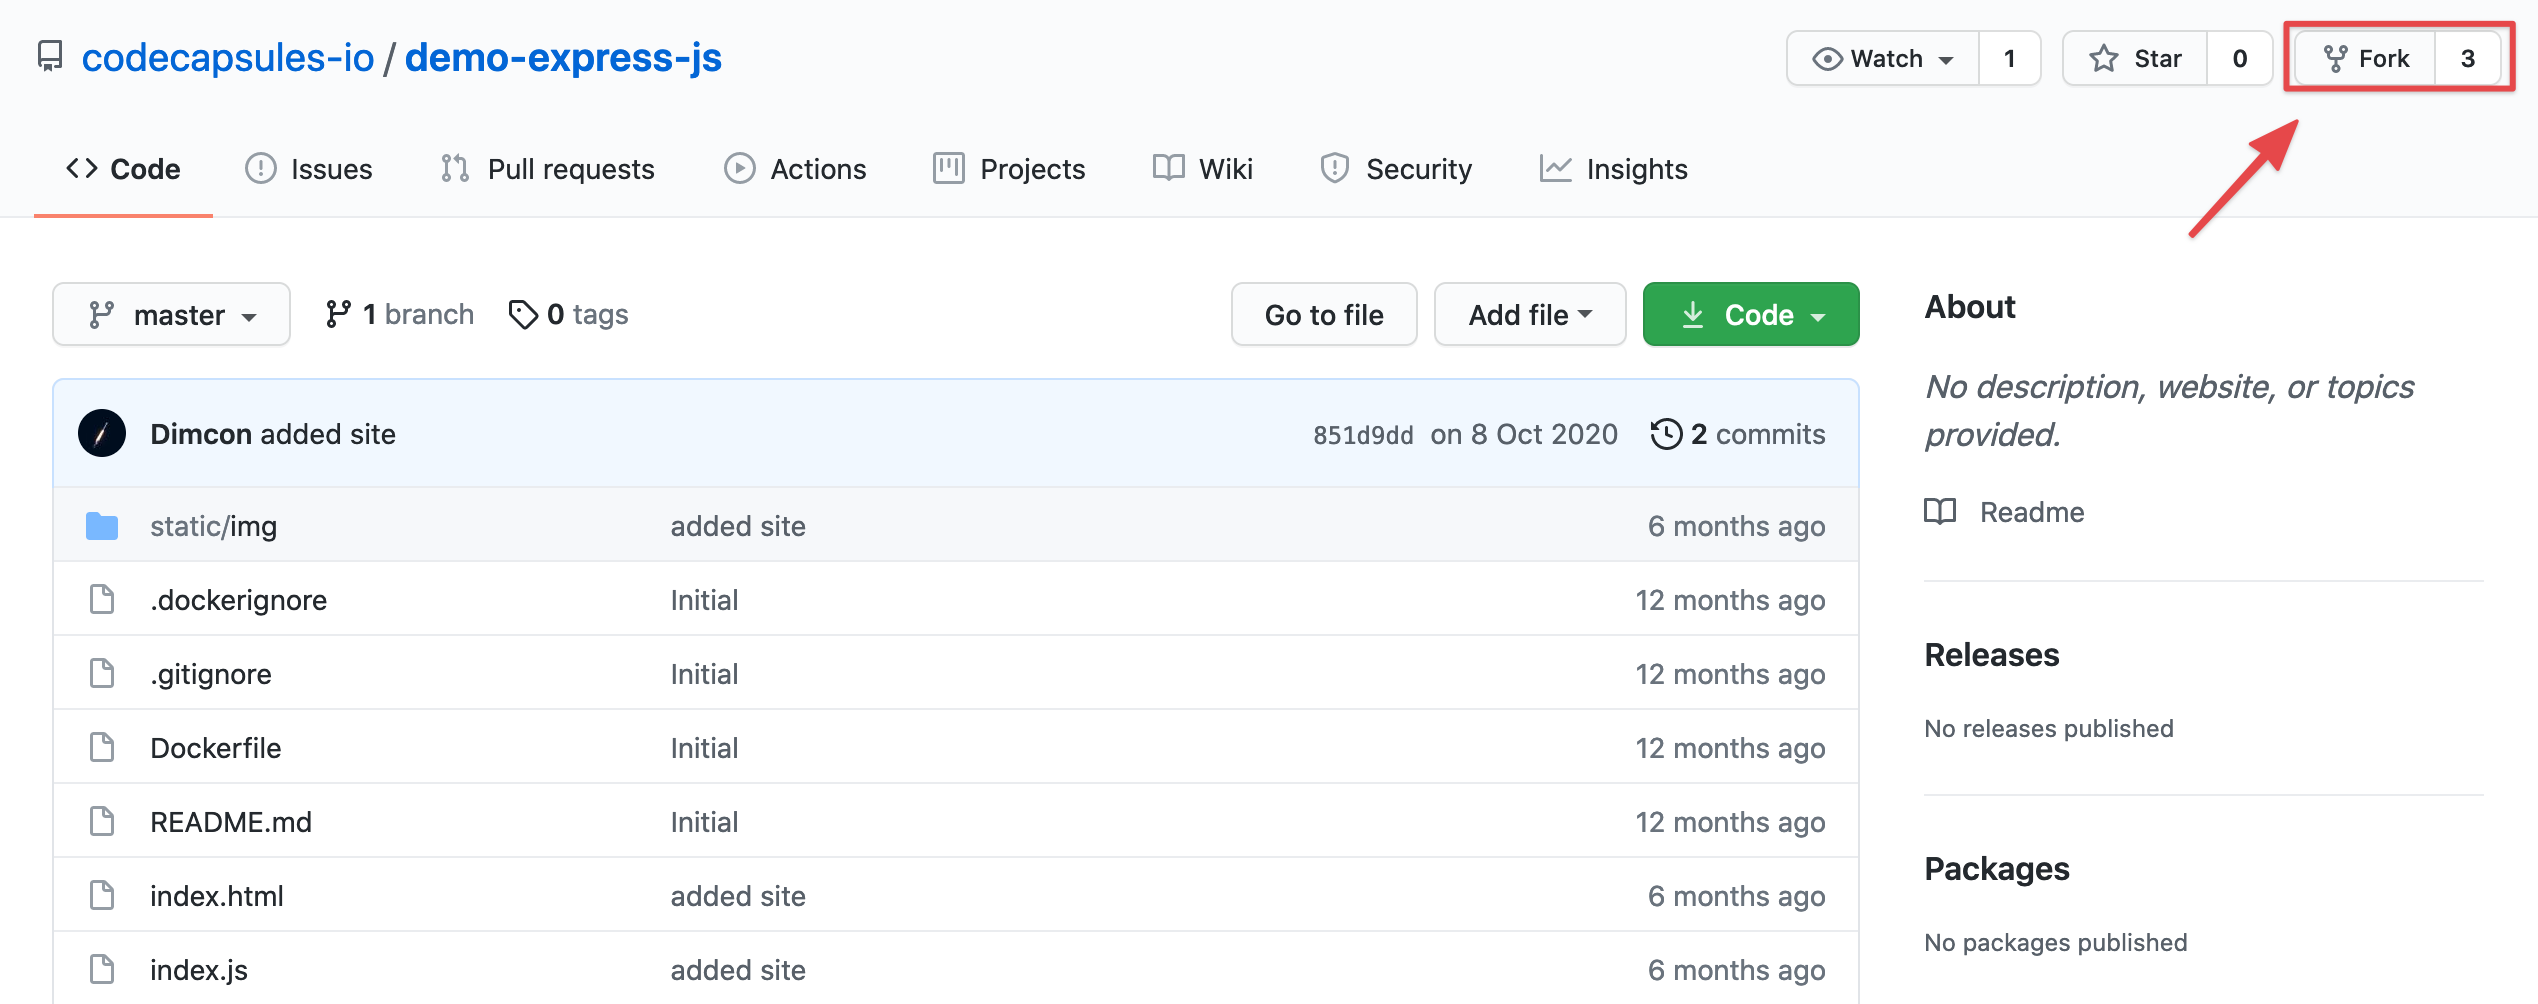 codecapsules-io / demo-express-js
Watch 1 Star 0 Fork 3
Code Issues Pull requests Actions Projects Wiki Security Insights
master 1 branch 0 tags Go to file Add file Code
Dimcon added site 851d9dd on 8 Oct 2020 2 commits
static/img added site 6 months ago
.dockerignore Initial 12 months ago
.gitignore Initial 12 months ago
Dockerfile Initial 12 months ago
README.md Initial 12 months ago
index.html added site 6 months ago
index.js added site 6 months ago
About
No description, website, or topics
provided.
Readme
Releases
No releases published
Packages
No packages published